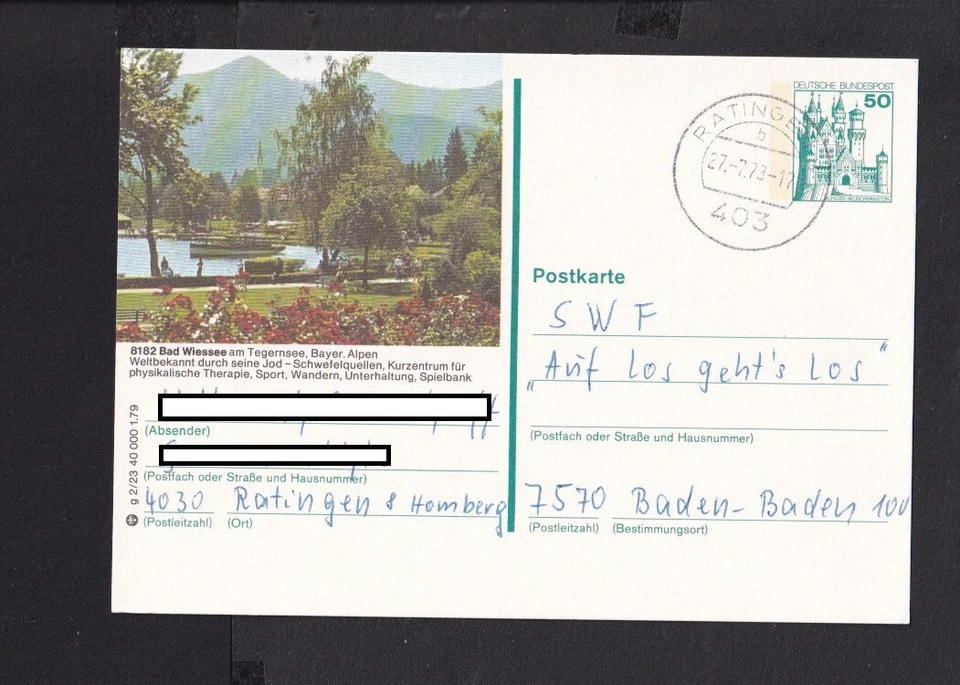 DEUTSCHE BUNDESPOST
50
SCHLOSS NEUSCHWANSTEIN
RATINGEN
b
27.-7.79-17
403
Postkarte
SWF
"Auf los geht's los"
(Postfach oder Straße und Hausnummer)
7570 Baden-Baden 100
(Postleitzahl) (Bestimmungsort)
8182 Bad Wiessee am Tegernsee, Bayer. Alpen
Weltbekannt durch seine Jod – Schwefelquellen, Kurzentrum für
physikalische Therapie, Sport, Wandern, Unterhaltung, Spielbank
(Absender)
(Postfach oder Straße und Hausnummer)
4030 Ratingen 8 Homberg
(Postleitzahl) (Ort)
g 2/23 40 000 1.79